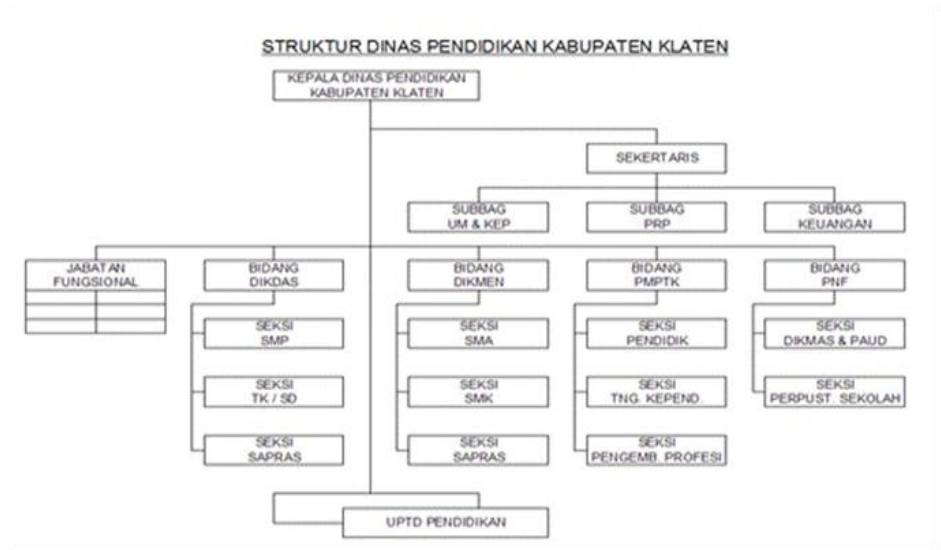 STRUKTUR DINAS PENDIDIKAN KABUPATEN KLATEN
KEPALA DINAS PENDIDIKAN
KABUPATEN KLATEN
SEKERTARIS
SUBBAG
UM & KEP
SUBBAG
PRP
SUBBAG
KEUANGAN
JABATAN
FUNGSIONAL
BIDANG
DIKDAS
BIDANG
DIKMEN
BIDANG
PMPTK
BIDANG
PNF
SEKSI
SMP
SEKSI
SMA
SEKSI
PENDIDIK
SEKSI
DIKMAS & PAUD
SEKSI
TK / SD
SEKSI
SMK
SEKSI
TNG. KEPEND.
SEKSI
PERPUST. SEKOLAH
SEKSI
SAPRAS
SEKSI
SAPRAS
SEKSI
PENGEMB. PROFESI
UPTD PENDIDIKAN